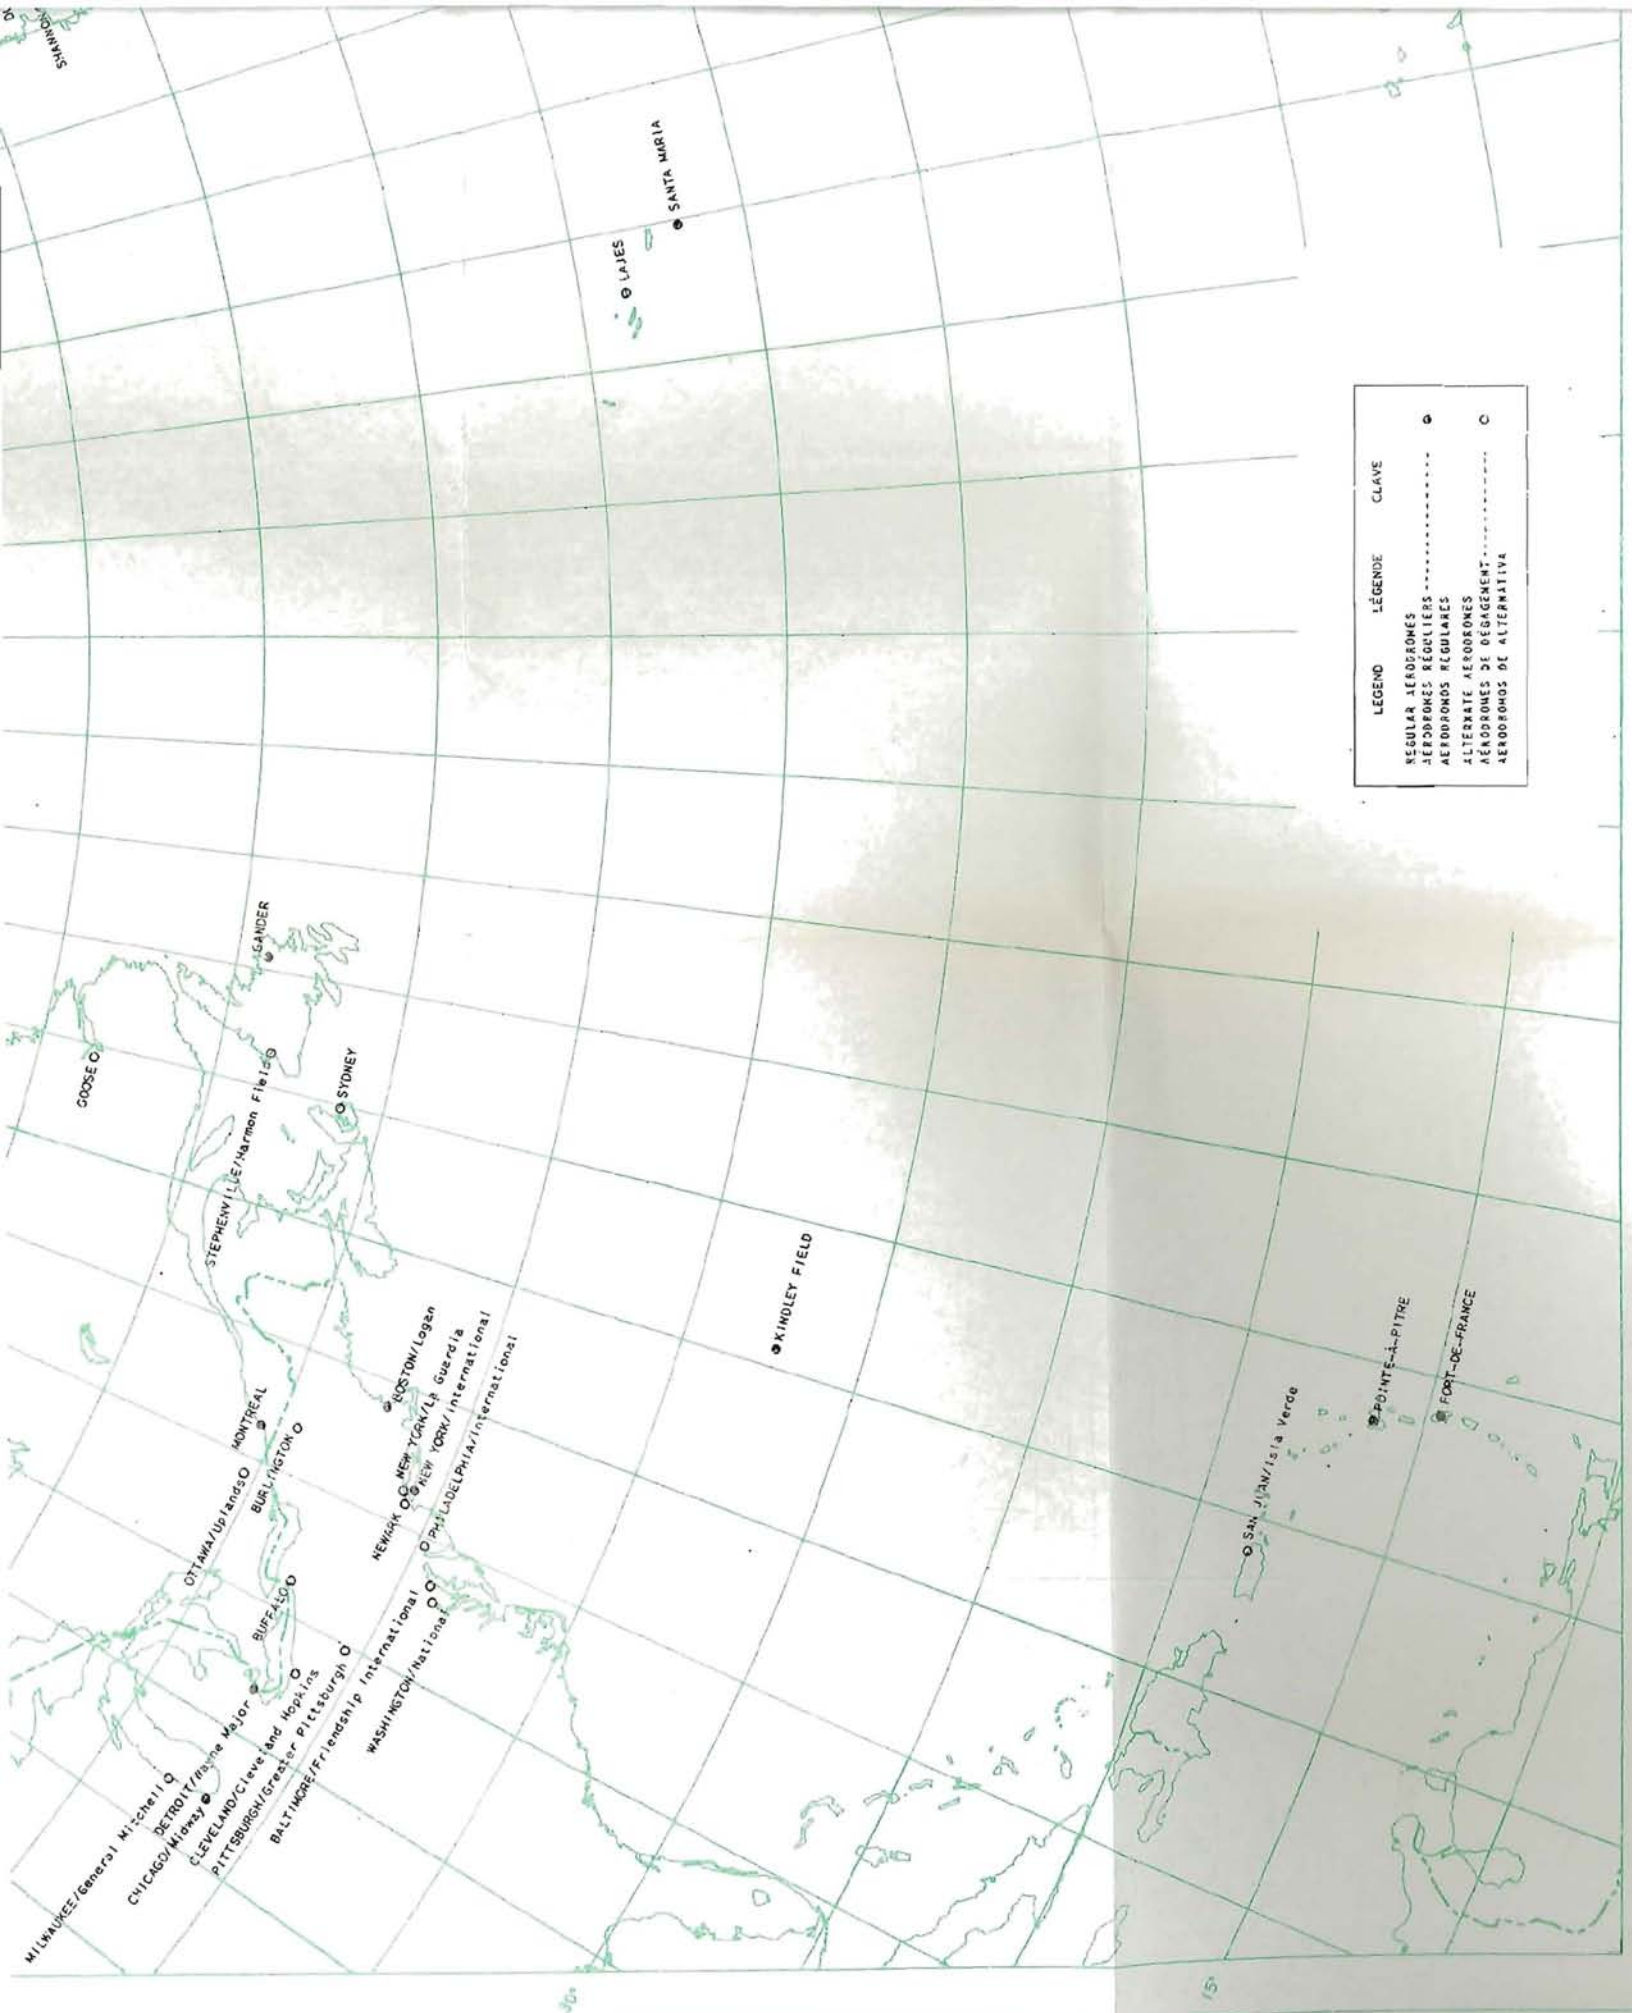 SHANNON
SANTA MARIA
LAJES
GANDER
GOOSE
STEPHENVILLE/Harmon Field
SYDNEY
KINDLEY FIELD
MONTREAL
OTTAWA/Uplands
BURLINGTON
BOSTON/Logan
NEW YORK/La Guardia
NEW YORK/International
NEWARK
PHILADELPHIA/International
BUFFALO
MILWAUKEE/General Mitchell
DETROIT/Wayne Major
CHICAGO/Midway
CLEVELAND/Cleveland Hopkins
PITTSBURGH/Greater Pittsburgh
BALTIMORE/Friendship International
WASHINGTON/National
SAN JUAN/Isla Verde
POINTE-À-PITRE
FORT-DE-FRANCE
30°
15°
LEGEND LÉGENDE CLAVE
REGULAR AERODROMES
AÉRODROMES RÉGULIERS
AERODROMOS REGULARES
ALTERNATE AERODROMES
AÉRODROMES DE DÉGAGEMENT
AERODROMOS DE ALTERNATIVA